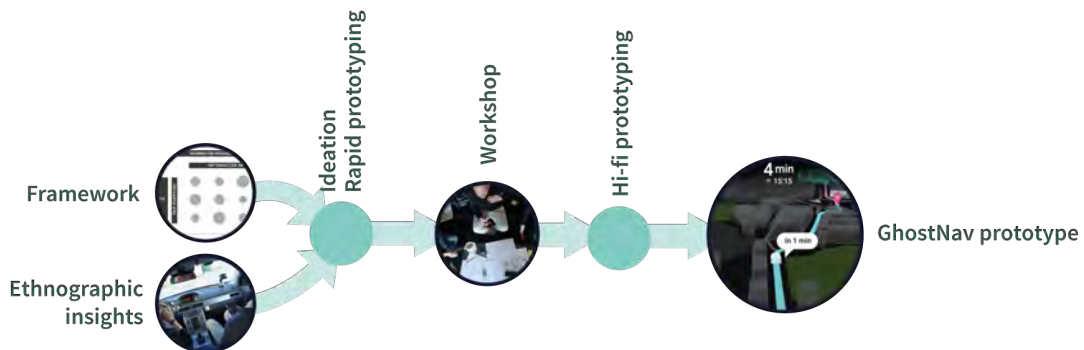 Framework
Ethnographic
insights
Ideation
Rapid prototyping
Workshop
Hi-fi prototyping
4 min
15:15
in 1 min
GhostNav prototype